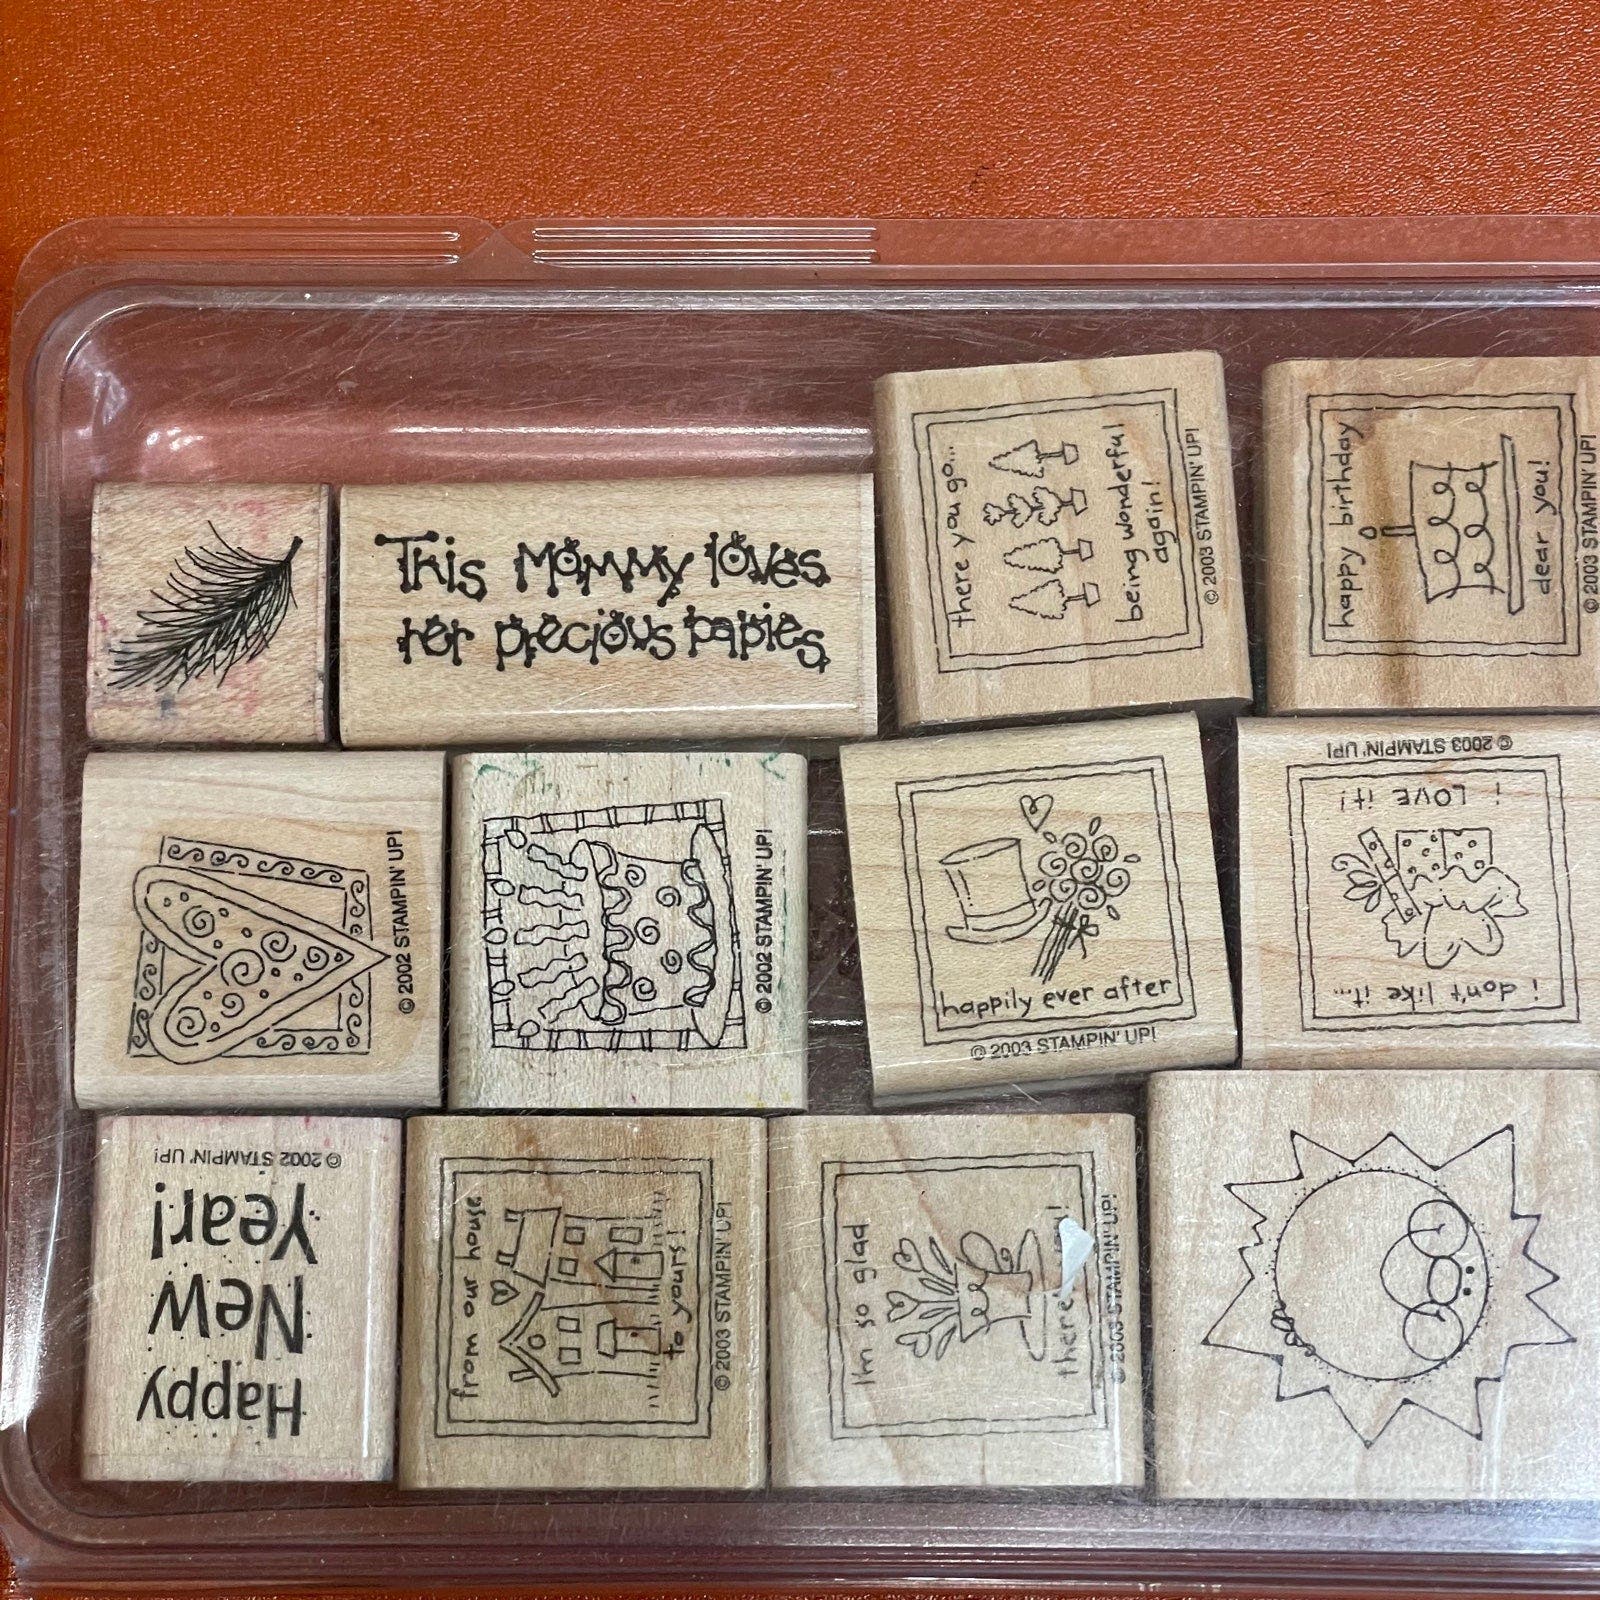 This Mommy loves
her precious babies
there you go...
being wonderful
again!
© 2003 STAMPIN' UP!
happy birthday
dear you!
© 2003 STAMPIN' UP!
© 2002 STAMPIN' UP!
© 2002 STAMPIN' UP!
happily ever after
© 2003 STAMPIN' UP!
i don't like it...
i LOVE it!
© 2003 STAMPIN' UP!
Happy
New
Year!
© 2002 STAMPIN' UP!
from our house
to yours!
© 2003 STAMPIN' UP!
I'm so glad
© 2003 STAMPIN' UP!